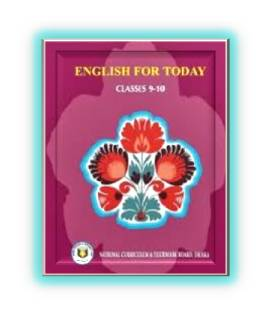 ENGLISH FOR TODAY
CLASSES 9-10
NATIONAL CURRICULUM & TEXTBOOK BOARD, DHAKA